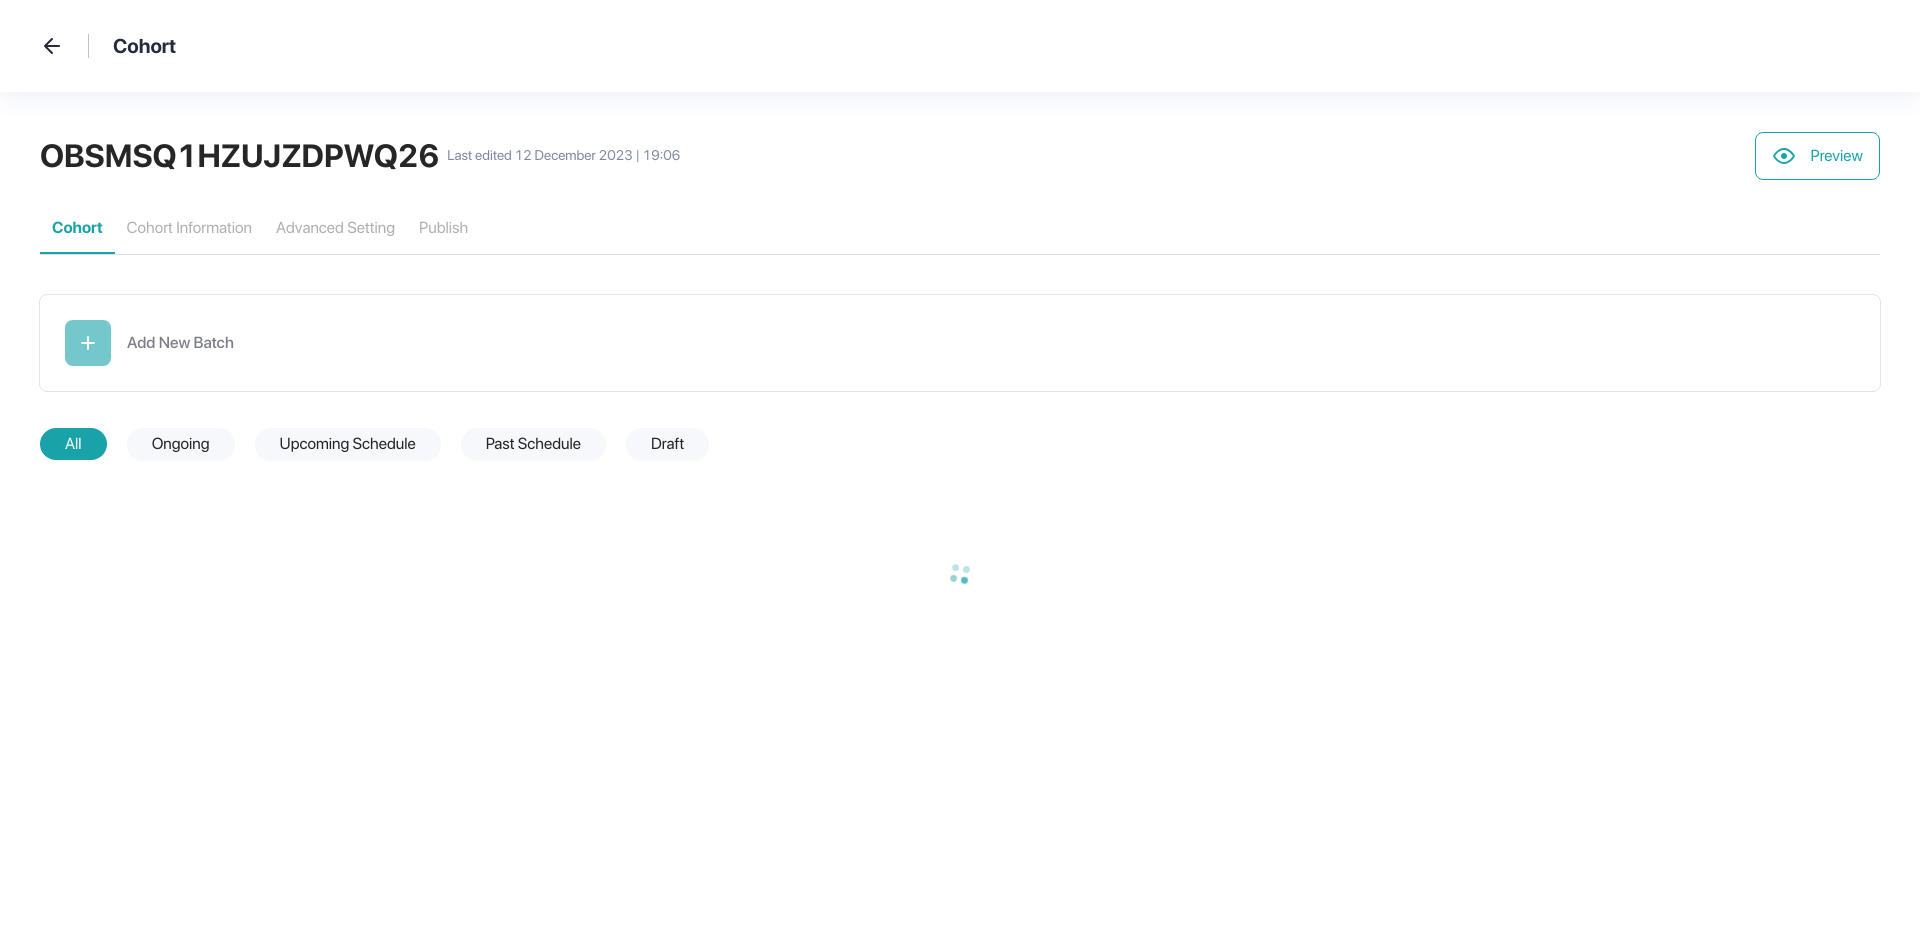 Cohort
OBSMSQ1HZUJZDPWQ26 Last edited 12 December 2023 | 19:06
Preview
Cohort Cohort Information Advanced Setting Publish
Add New Batch
All Ongoing Upcoming Schedule Past Schedule Draft